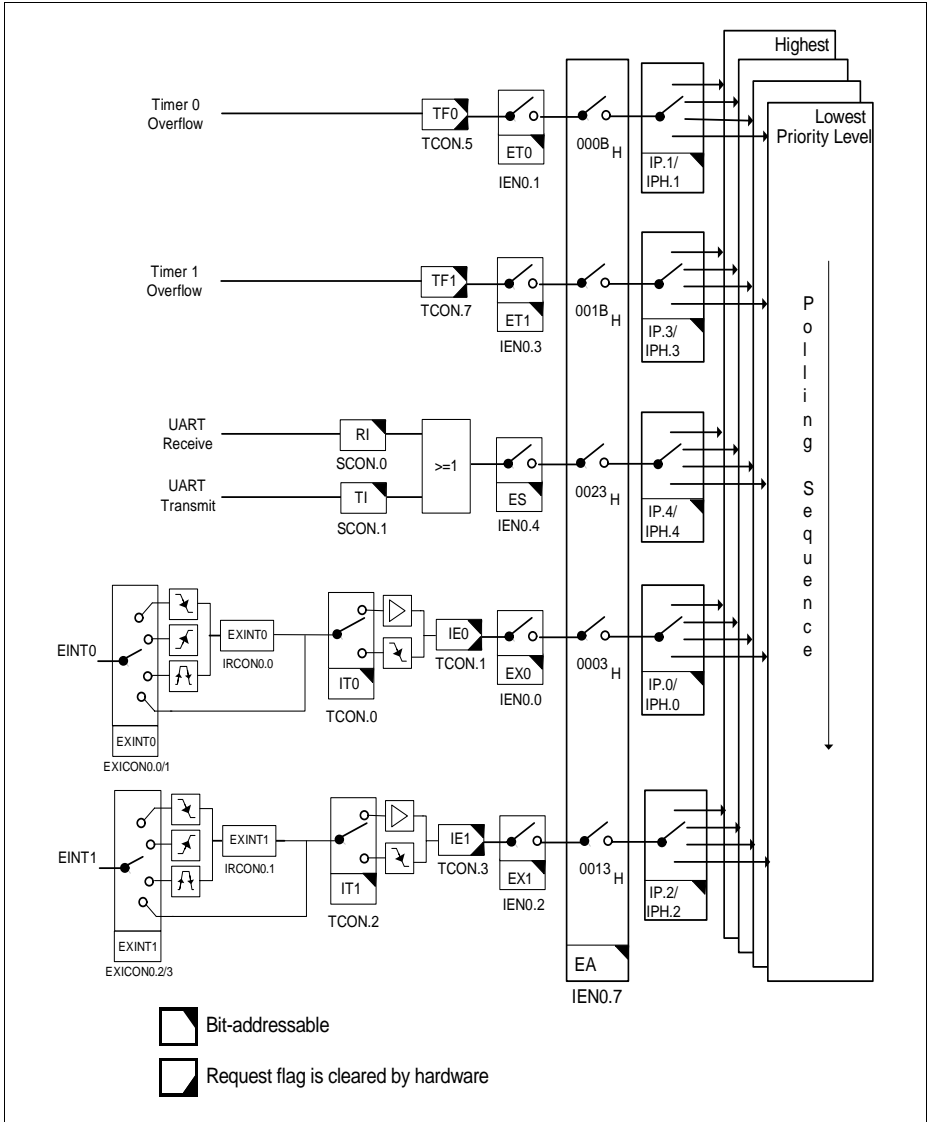 Highest
Lowest
Priority Level
Timer 0
Overflow
TF0
TCON.5
ET0
IEN0.1
000B H
IP.1/
IPH.1
Timer 1
Overflow
TF1
TCON.7
ET1
IEN0.3
001B H
IP.3/
IPH.3
UART
Receive
RI
SCON.0
UART
Transmit
TI
SCON.1
>=1
ES
IEN0.4
0023 H
IP.4/
IPH.4
EINT0
EXINT0
EXICON0.0/1
EXINT0
IRCON0.0
IT0
TCON.0
IE0
TCON.1
EX0
IEN0.0
0003 H
IP.0/
IPH.0
EINT1
EXINT1
EXICON0.2/3
EXINT1
IRCON0.1
IT1
TCON.2
IE1
TCON.3
EX1
IEN0.2
0013 H
IP.2/
IPH.2
EA
IEN0.7
Polling Sequence
Bit-addressable
Request flag is cleared by hardware